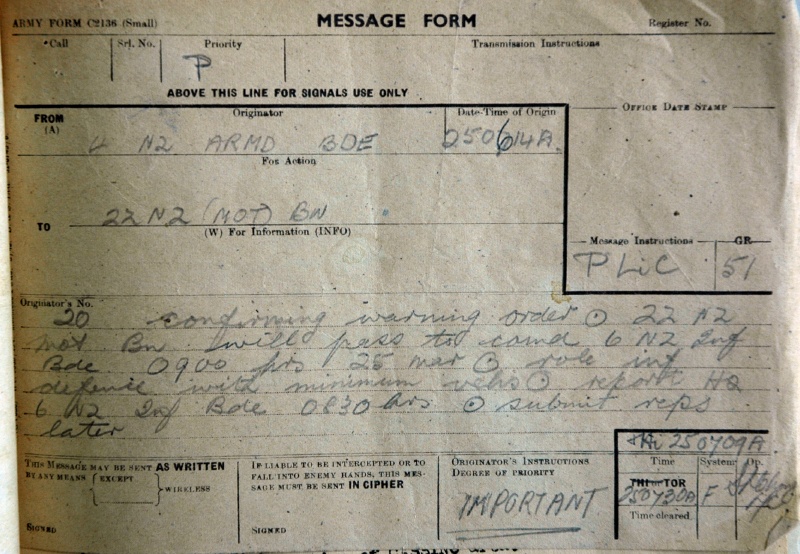 ARMY FORM C2136 (Small) MESSAGE FORM Register No.
Call Srl. No. Priority Transmission Instructions
P
ABOVE THIS LINE FOR SIGNALS USE ONLY
FROM (A) Originator Date-Time of Origin OFFICE DATE STAMP
4 NZ ARMD BDE 250614A
For Action
TO 22 NZ (MOT) BN
(W) For Information (INFO)
Message Instructions GR
P LiC 51
Originator's No.
20 confirming warning order ⊙ 22 NZ
Mot Bn will pass to comd 6 NZ Inf
Bde 0900 hrs 25 Mar ⊙ role inf
defence with minimum vehs ⊙ report HQ
6 NZ Inf Bde 0830 hrs ⊙ submit reps
later
THi 250709A
THIS MESSAGE MAY BE SENT AS WRITTEN
BY ANY MEANS { EXCEPT } WIRELESS
SIGNED
IF LIABLE TO BE INTERCEPTED OR TO
FALL INTO ENEMY HANDS, THIS MES-
SAGE MUST BE SENT IN CIPHER
SIGNED
ORIGINATOR'S INSTRUCTIONS
DEGREE OF PRIORITY
IMPORTANT
Time System Op.
THI or TOR
250730A F
Time cleared